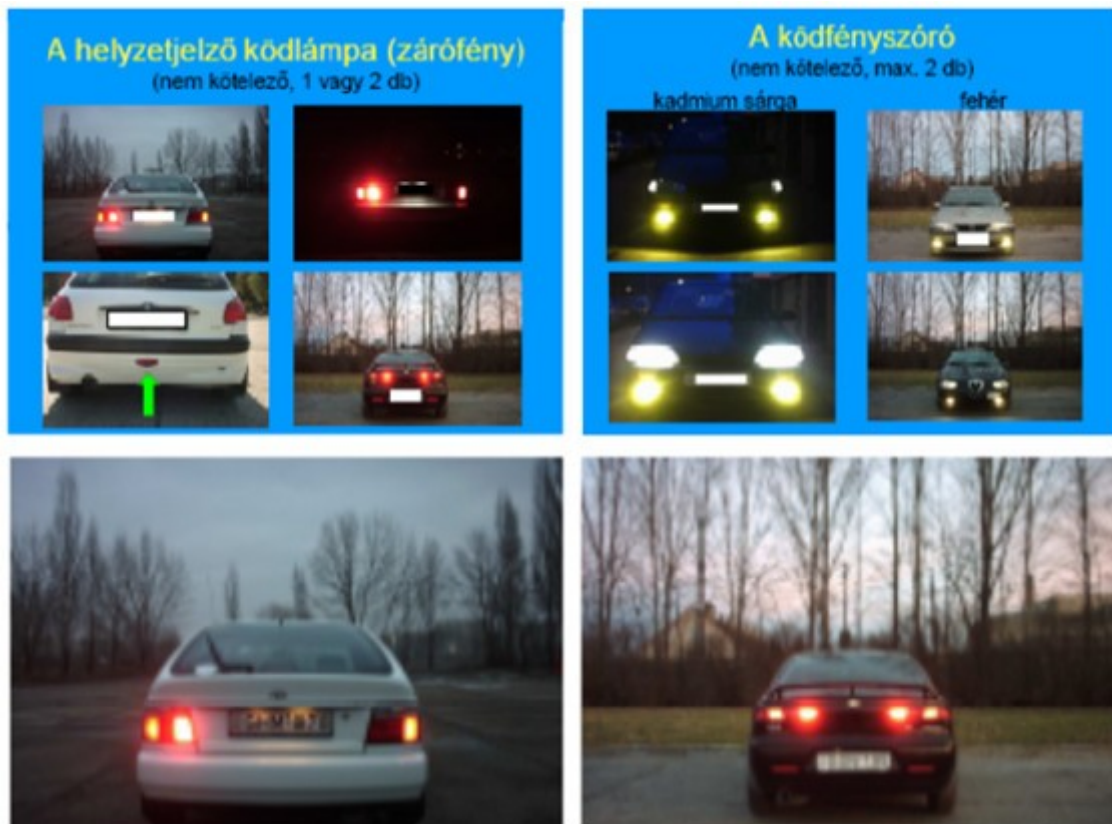 A helyzetjelző ködlámpa (zárófény)
(nem kötelező, 1 vagy 2 db)
A ködfényszóró
(nem kötelező, max. 2 db)
kadmium sárga
fehér